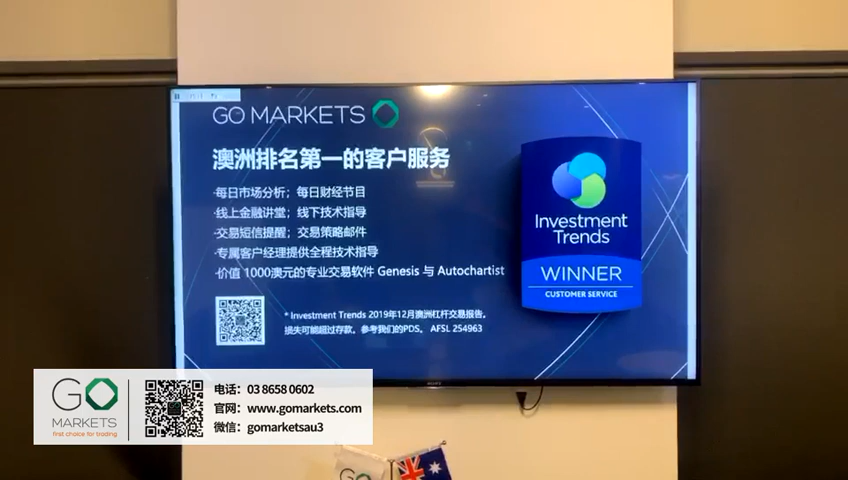 GO MARKETS
澳洲排名第一的客户服务
·每日市场分析；每日财经节目
·线上金融讲堂；线下技术指导
·交易短信提醒；交易策略邮件
·专属客户经理提供全程技术指导
·价值 1000澳元的专业交易软件 Genesis 与 Autochartist
* Investment Trends 2019年12月澳洲杠杆交易报告。
损失可能超过存款。参考我们的PDS。 AFSL 254963
Investment
Trends
WINNER
CUSTOMER SERVICE
SONY
GO
MARKETS
first choice for trading
电话：03 8658 0602
官网：www.gomarkets.com
微信：gomarketsau3
GO